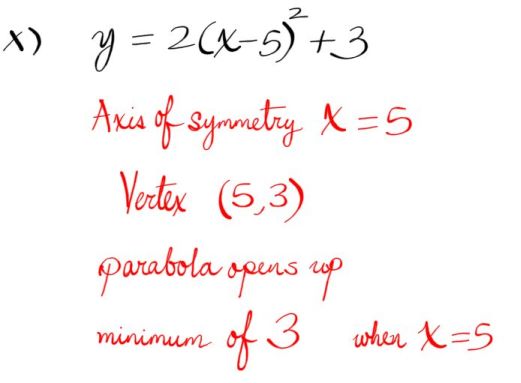 x) y = 2(x-5)² + 3
Axis of symmetry x = 5
Vertex (5,3)
parabola opens up
minimum of 3 when x = 5